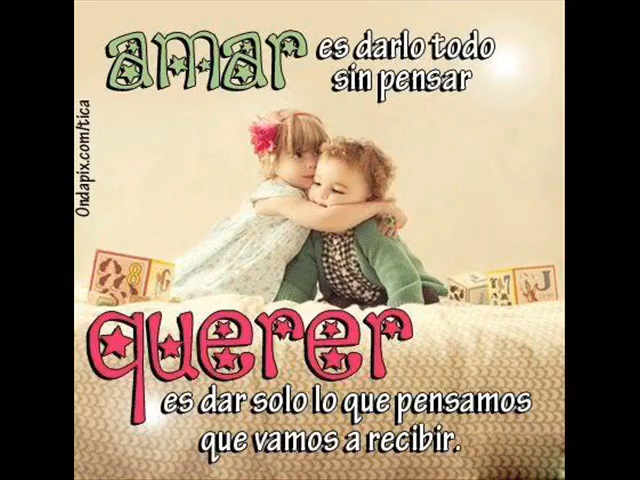 amar es darlo todo
sin pensar
Ondapix.com/tica
8
J
querer
es dar solo lo que pensamos
que vamos a recibir.